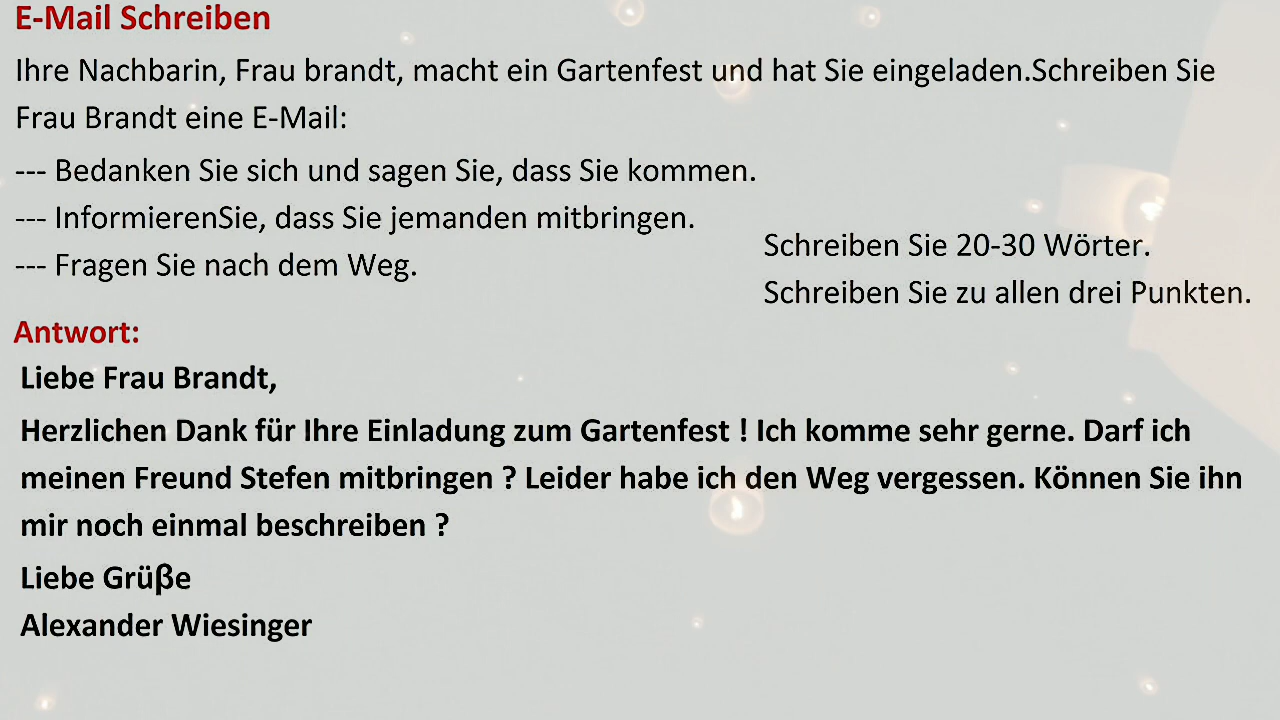 E-Mail Schreiben
Ihre Nachbarin, Frau brandt, macht ein Gartenfest und hat Sie eingeladen.Schreiben Sie
Frau Brandt eine E-Mail:
--- Bedanken Sie sich und sagen Sie, dass Sie kommen.
--- InformierenSie, dass Sie jemanden mitbringen.
--- Fragen Sie nach dem Weg.
Schreiben Sie 20-30 Wörter.
Schreiben Sie zu allen drei Punkten.
Antwort:
Liebe Frau Brandt,
Herzlichen Dank für Ihre Einladung zum Gartenfest ! Ich komme sehr gerne. Darf ich
meinen Freund Stefen mitbringen ? Leider habe ich den Weg vergessen. Können Sie ihn
mir noch einmal beschreiben ?
Liebe Grüβe
Alexander Wiesinger